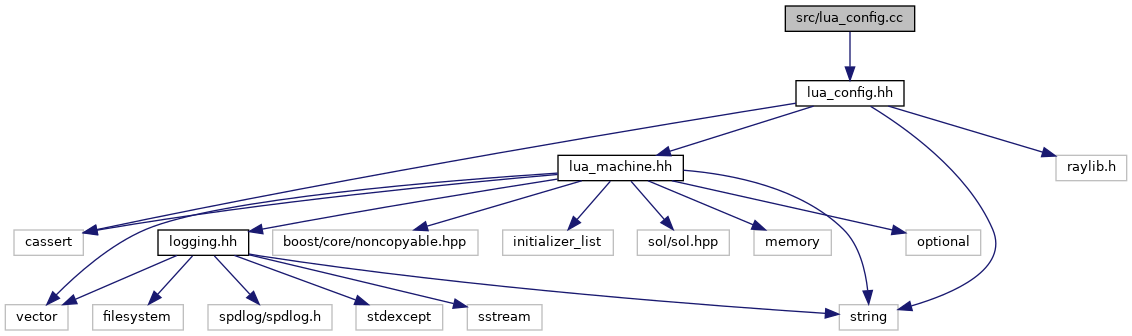 src/lua_config.cc
lua_config.hh
lua_machine.hh
raylib.h
cassert
logging.hh
boost/core/noncopyable.hpp
initializer_list
sol/sol.hpp
memory
optional
vector
filesystem
spdlog/spdlog.h
stdexcept
sstream
string